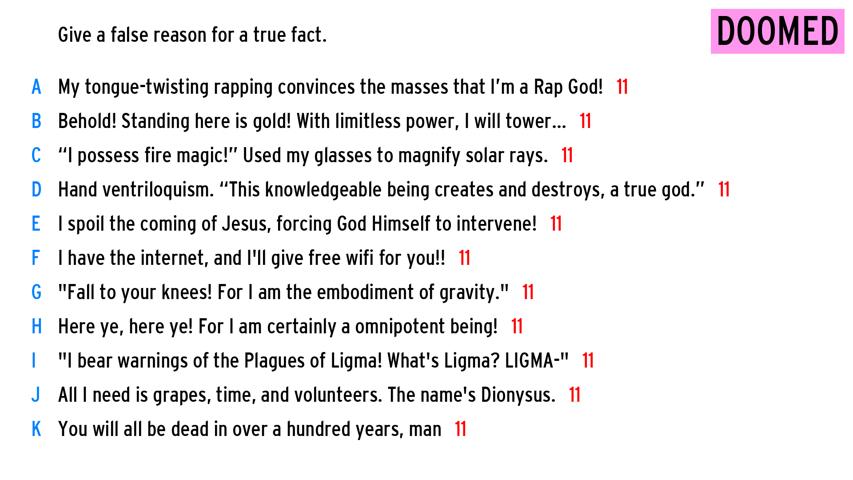 Give a false reason for a true fact.
DOOMED
A My tongue-twisting rapping convinces the masses that I’m a Rap God! 11
B Behold! Standing here is gold! With limitless power, I will tower... 11
C “I possess fire magic!” Used my glasses to magnify solar rays. 11
D Hand ventriloquism. “This knowledgeable being creates and destroys, a true god.” 11
E I spoil the coming of Jesus, forcing God Himself to intervene! 11
F I have the internet, and I'll give free wifi for you!! 11
G "Fall to your knees! For I am the embodiment of gravity." 11
H Here ye, here ye! For I am certainly a omnipotent being! 11
I "I bear warnings of the Plagues of Ligma! What's Ligma? LIGMA-" 11
J All I need is grapes, time, and volunteers. The name's Dionysus. 11
K You will all be dead in over a hundred years, man 11